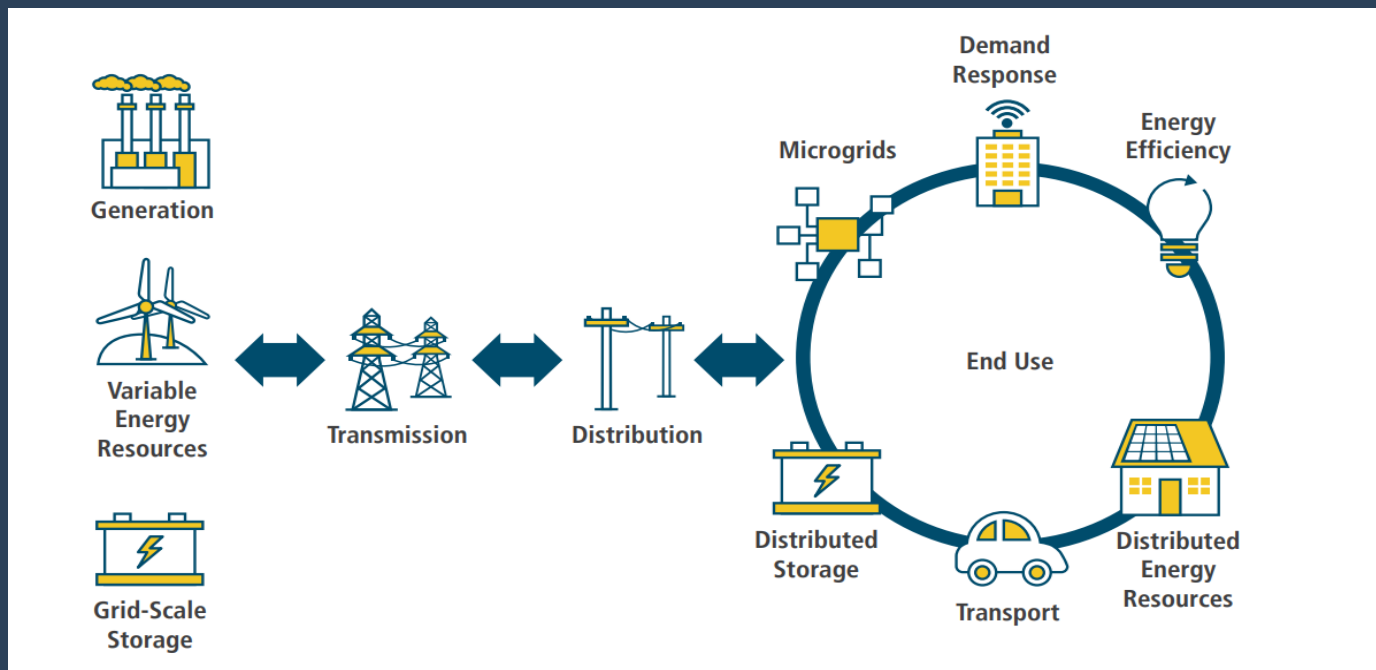 Generation
Variable
Energy
Resources
Grid-Scale
Storage
Transmission
Distribution
Microgrids
Demand
Response
Energy
Efficiency
End Use
Distributed
Storage
Transport
Distributed
Energy
Resources